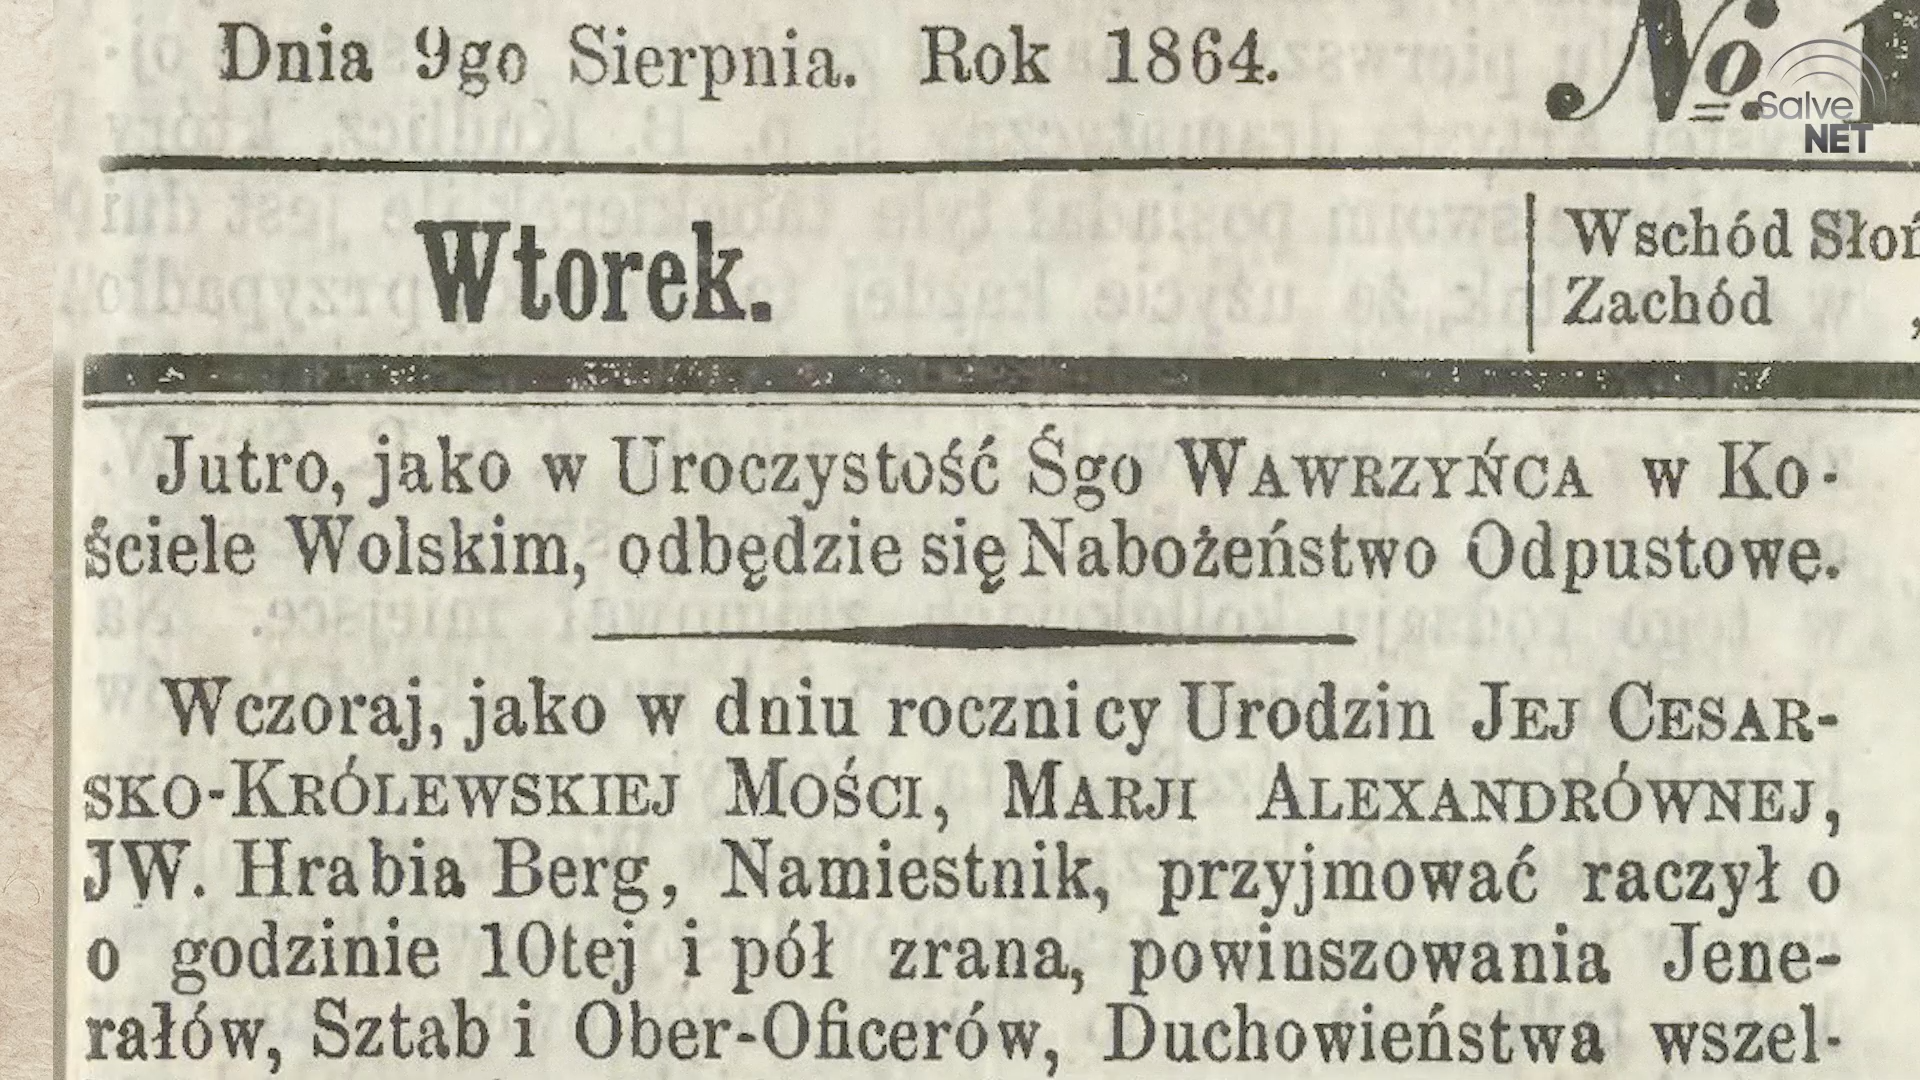 Dnia 9go Sierpnia. Rok 1864.
No. 1
Salve
NET
Wtorek.
Wschód Słoń
Zachód
Jutro, jako w Uroczystość Śgo WAWRZYŃCA w Ko-
ściele Wolskim, odbędzie się Nabożeństwo Odpustowe.
Wczoraj, jako w dniu rocznicy Urodzin JEJ CESAR-
SKO-KRÓLEWSKIEJ MOŚCI, MARJI ALEXANDRÓWNEJ,
JW. Hrabia Berg, Namiestnik, przyjmować raczył o
o godzinie 10tej i pół zrana, powinszowania Jene-
rałów, Sztab i Ober-Oficerów, Duchowieństwa wszel-